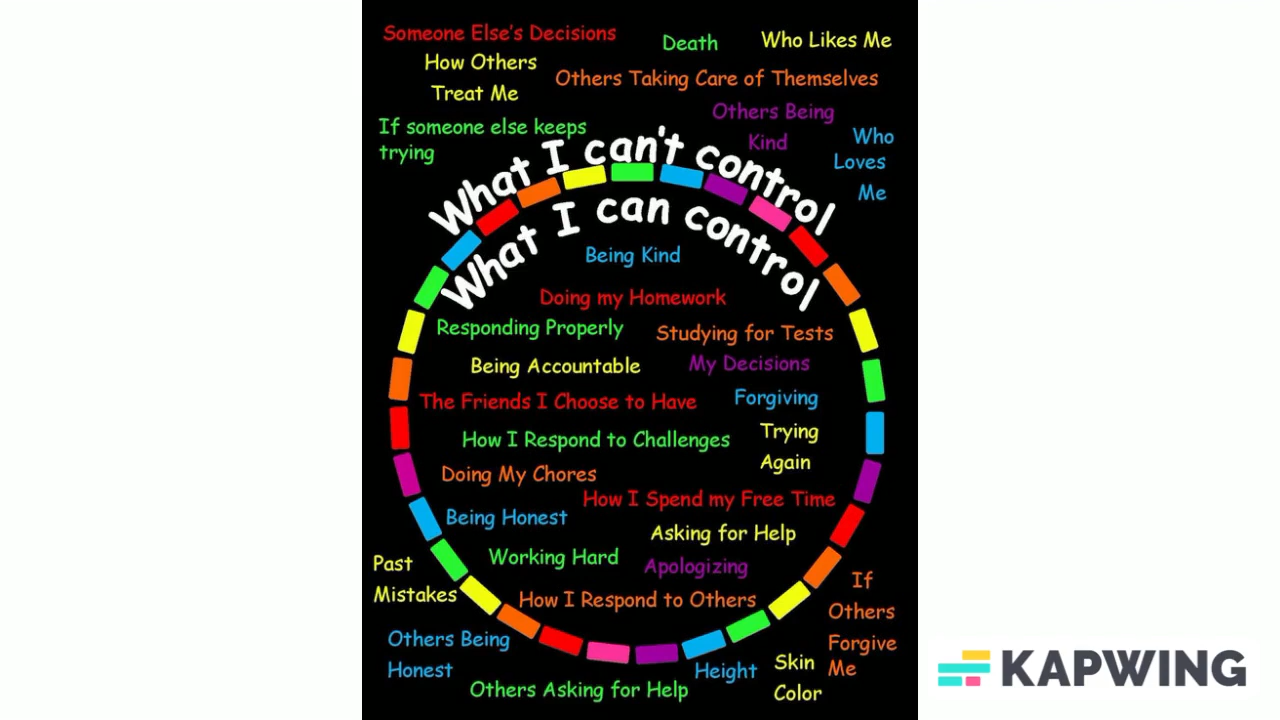 Someone Else's Decisions
Death
Who Likes Me
How Others
Treat Me
Others Taking Care of Themselves
Others Being
Kind
If someone else keeps
trying
Who
Loves
Me
What I can't control
What I can control
Being Kind
Doing my Homework
Responding Properly
Studying for Tests
Being Accountable
My Decisions
The Friends I Choose to Have
Forgiving
How I Respond to Challenges
Trying
Again
Doing My Chores
How I Spend my Free Time
Being Honest
Asking for Help
Working Hard
Apologizing
How I Respond to Others
Past
Mistakes
If
Others
Forgive
Me
Others Being
Honest
Height
Skin
Color
Others Asking for Help
KAPWING